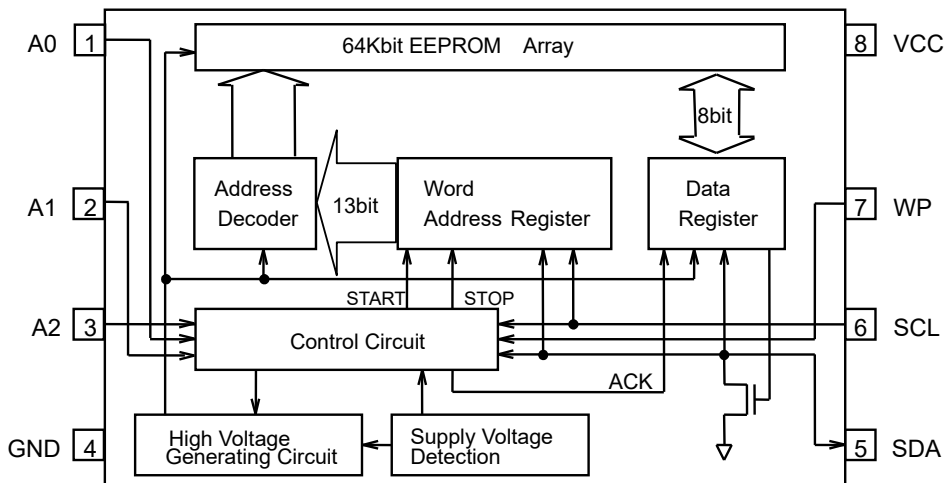 64Kbit EEPROM Array
A0 1
8 VCC
8bit
Address
Decoder
13bit
Word
Address Register
Data
Register
A1 2
7 WP
START
STOP
A2 3
Control Circuit
6 SCL
ACK
GND 4
High Voltage
Generating Circuit
Supply Voltage
Detection
5 SDA